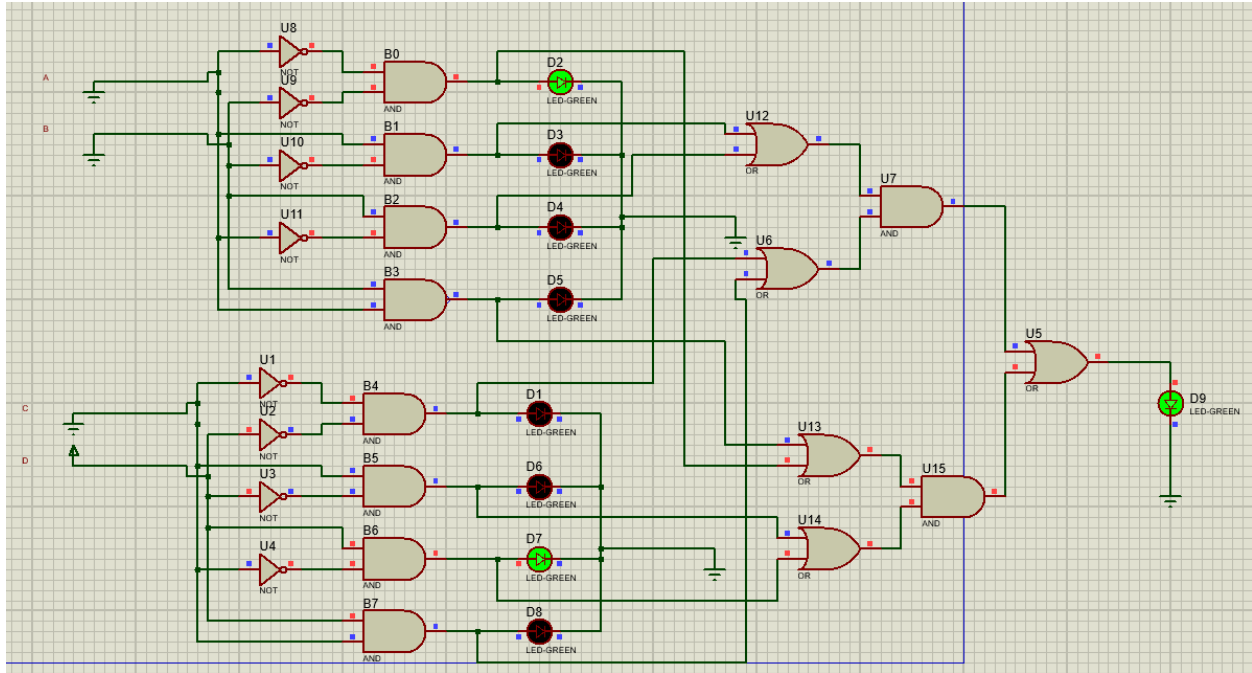 U8
NOT
B0
AND
D2
LED-GREEN
A
U9
NOT
B
U10
NOT
B1
AND
D3
LED-GREEN
U12
OR
U11
NOT
B2
AND
D4
LED-GREEN
U7
AND
U6
OR
B3
AND
D5
LED-GREEN
U5
OR
U1
NOT
B4
AND
D1
LED-GREEN
D9
LED-GREEN
C
U2
NOT
D
U3
NOT
B5
AND
D6
LED-GREEN
U13
OR
U15
AND
U4
NOT
B6
AND
D7
LED-GREEN
U14
OR
B7
AND
D8
LED-GREEN